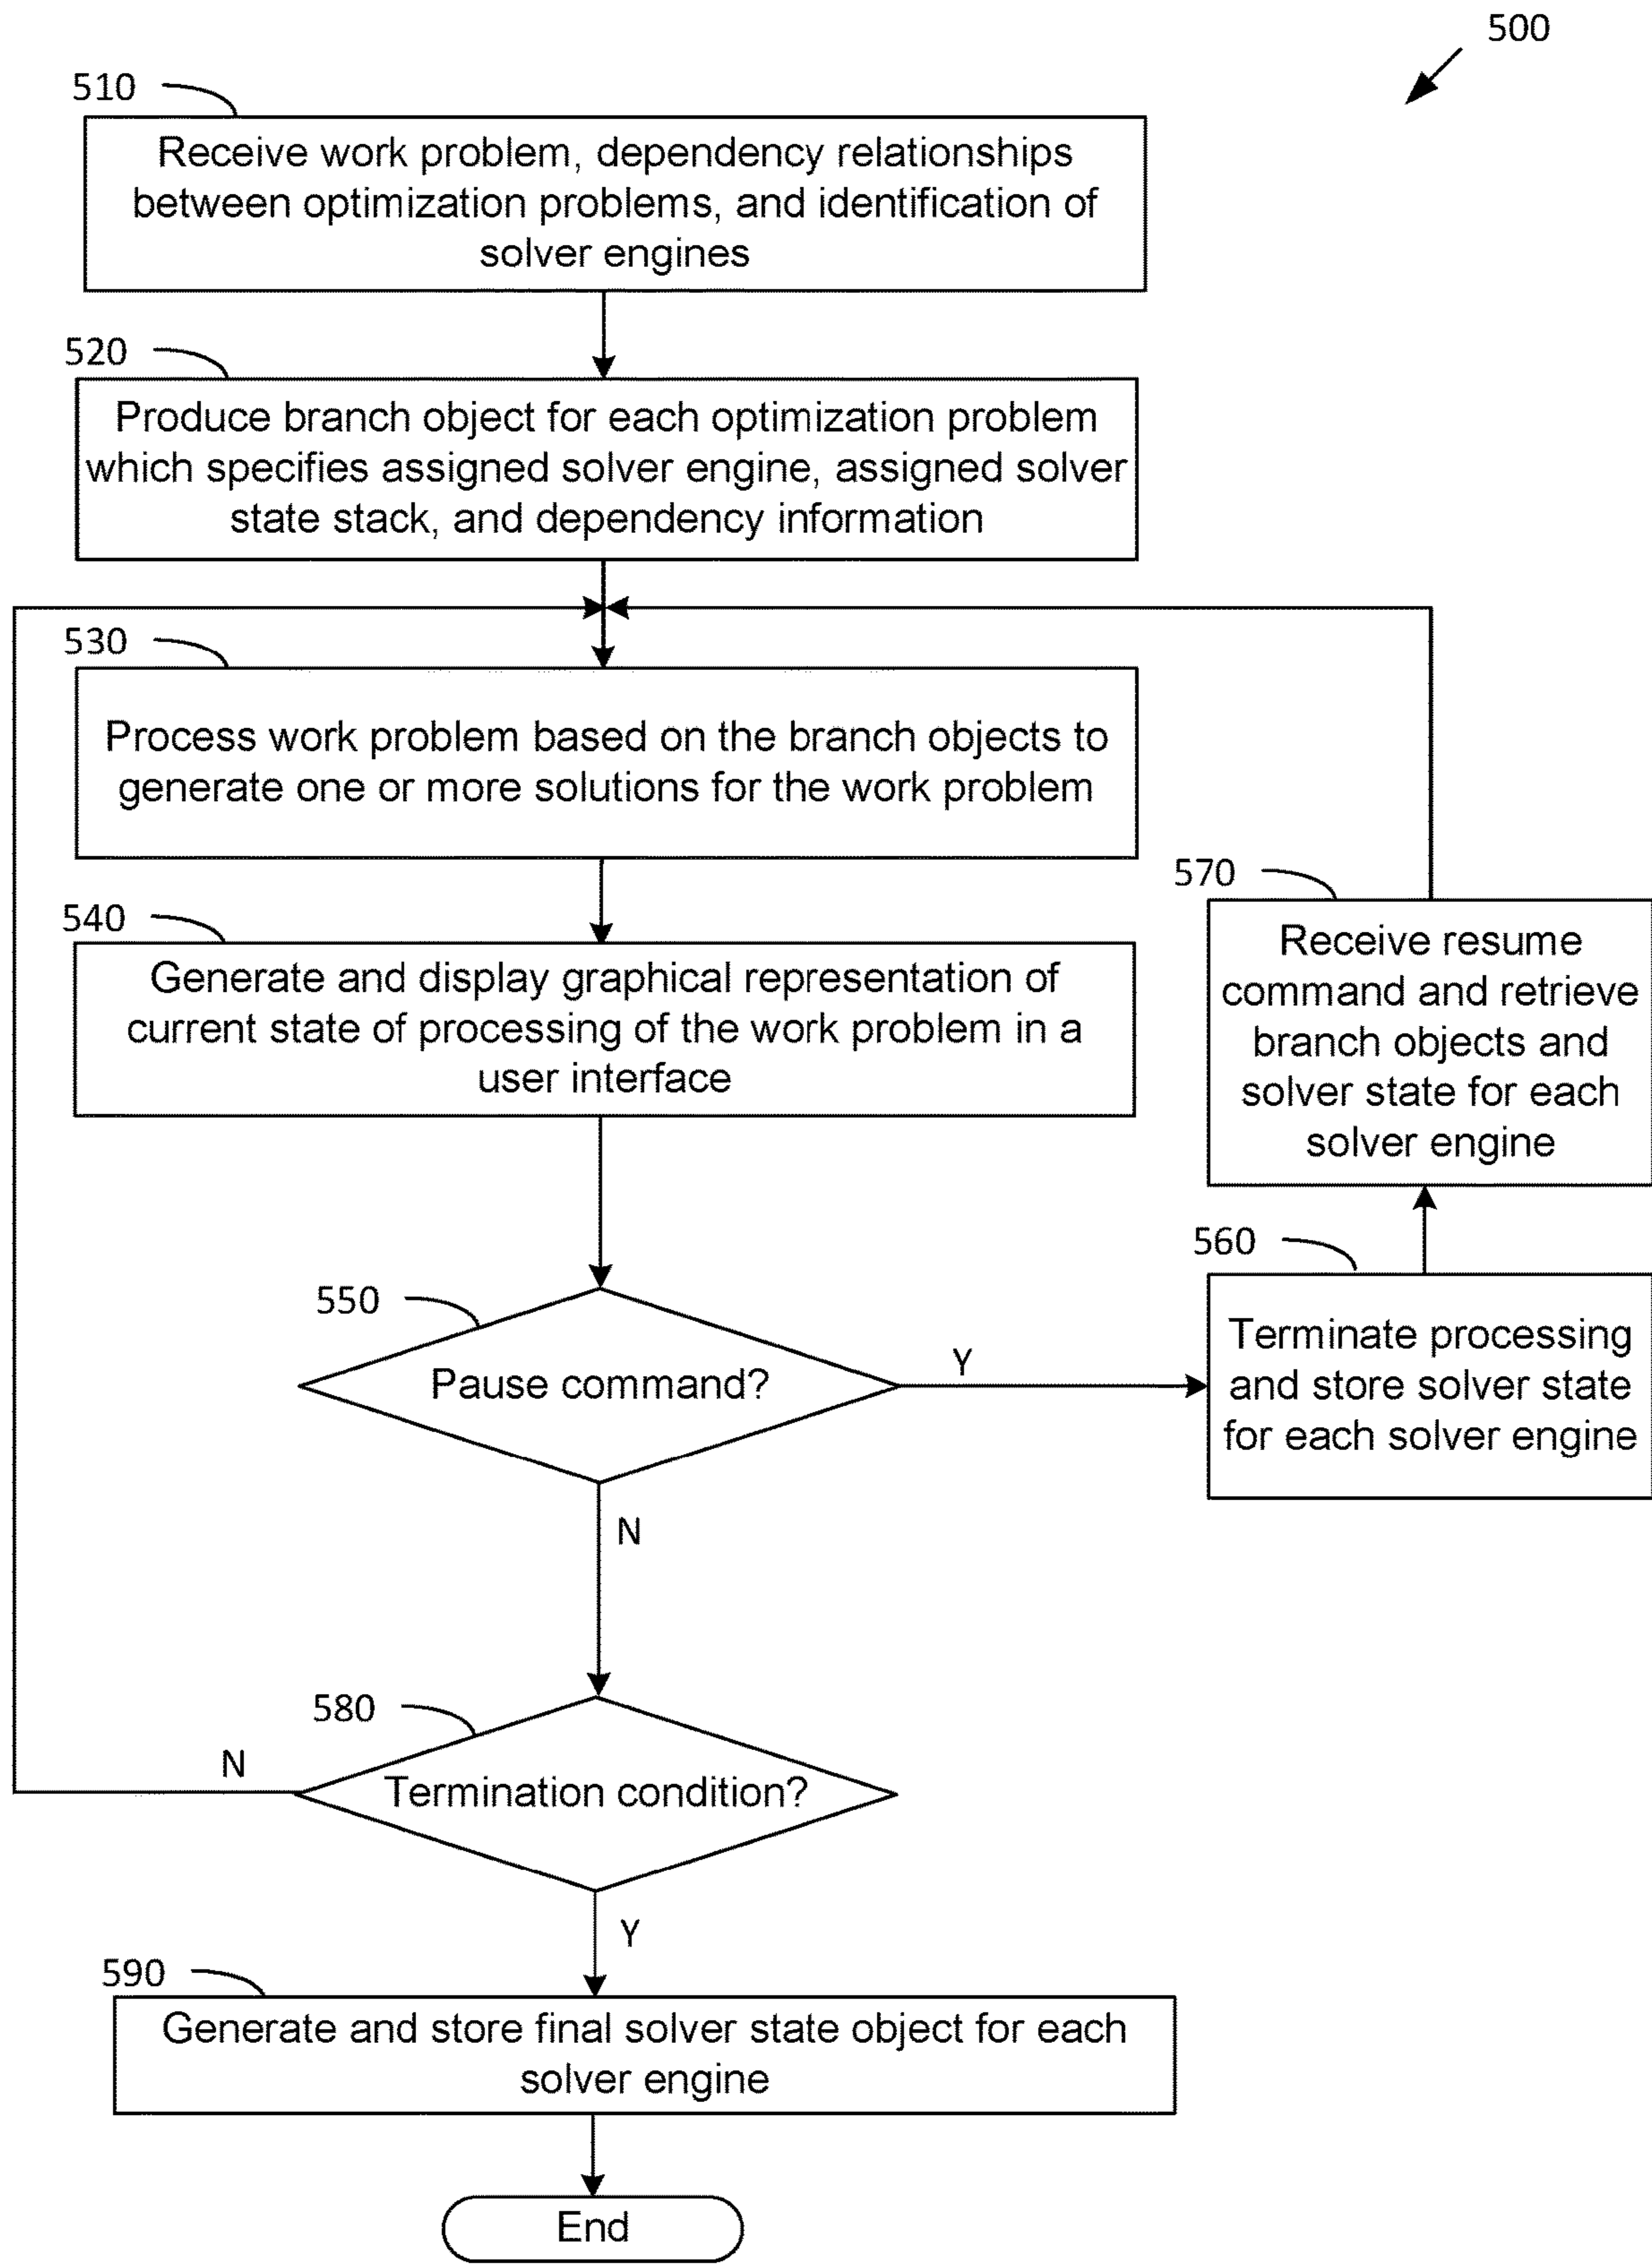 500
510
Receive work problem, dependency relationships
between optimization problems, and identification of
solver engines
520
Produce branch object for each optimization problem
which specifies assigned solver engine, assigned solver
state stack, and dependency information
530
Process work problem based on the branch objects to
generate one or more solutions for the work problem
540
Generate and display graphical representation of
current state of processing of the work problem in a
user interface
550
Pause command?
Y
N
560
Terminate processing
and store solver state
for each solver engine
570
Receive resume
command and retrieve
branch objects and
solver state for each
solver engine
580
Termination condition?
N
Y
590
Generate and store final solver state object for each
solver engine
End